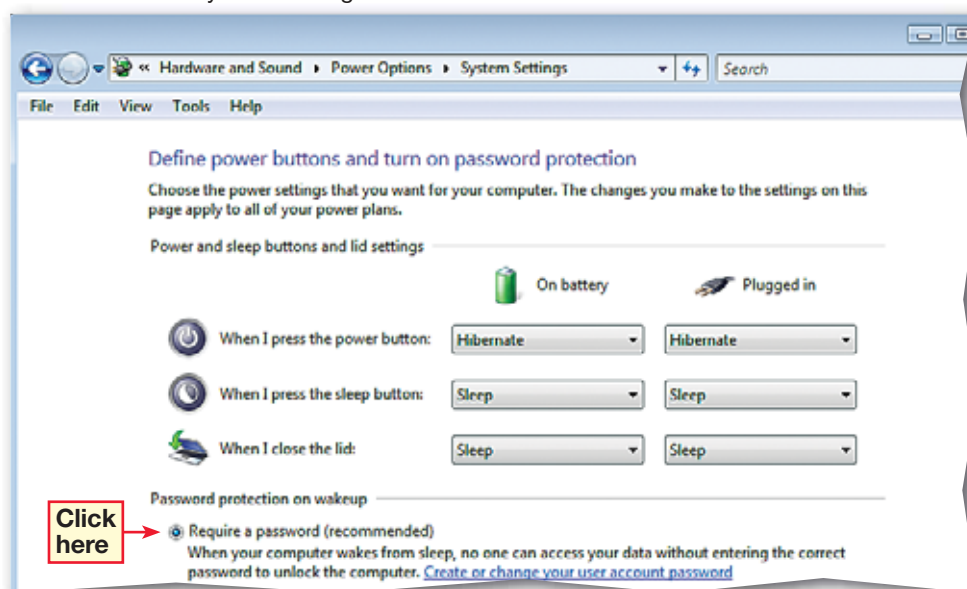 « Hardware and Sound ▸ Power Options ▸ System Settings
Search
File Edit View Tools Help
Define power buttons and turn on password protection
Choose the power settings that you want for your computer. The changes you make to the settings on this
page apply to all of your power plans.
Power and sleep buttons and lid settings
On battery Plugged in
When I press the power button: Hibernate Hibernate
When I press the sleep button: Sleep Sleep
When I close the lid: Sleep Sleep
Password protection on wakeup
Click
here
Require a password (recommended)
When your computer wakes from sleep, no one can access your data without entering the correct
password to unlock the computer. Create or change your user account password